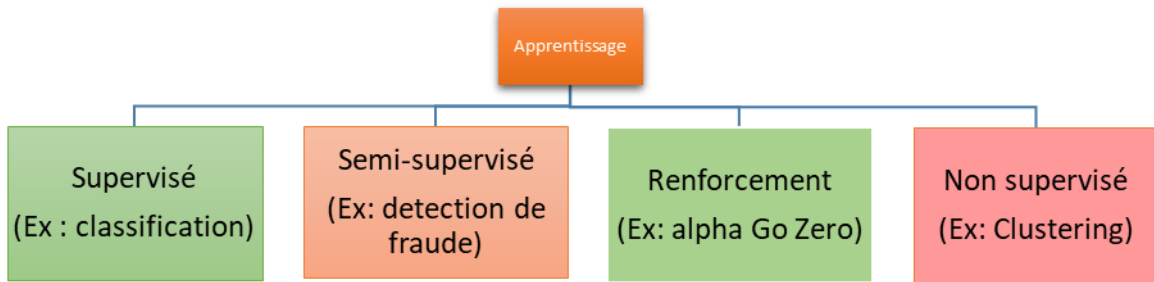 Apprentissage
Supervisé
(Ex : classification)
Semi-supervisé
(Ex: detection de
fraude)
Renforcement
(Ex: alpha Go Zero)
Non supervisé
(Ex: Clustering)